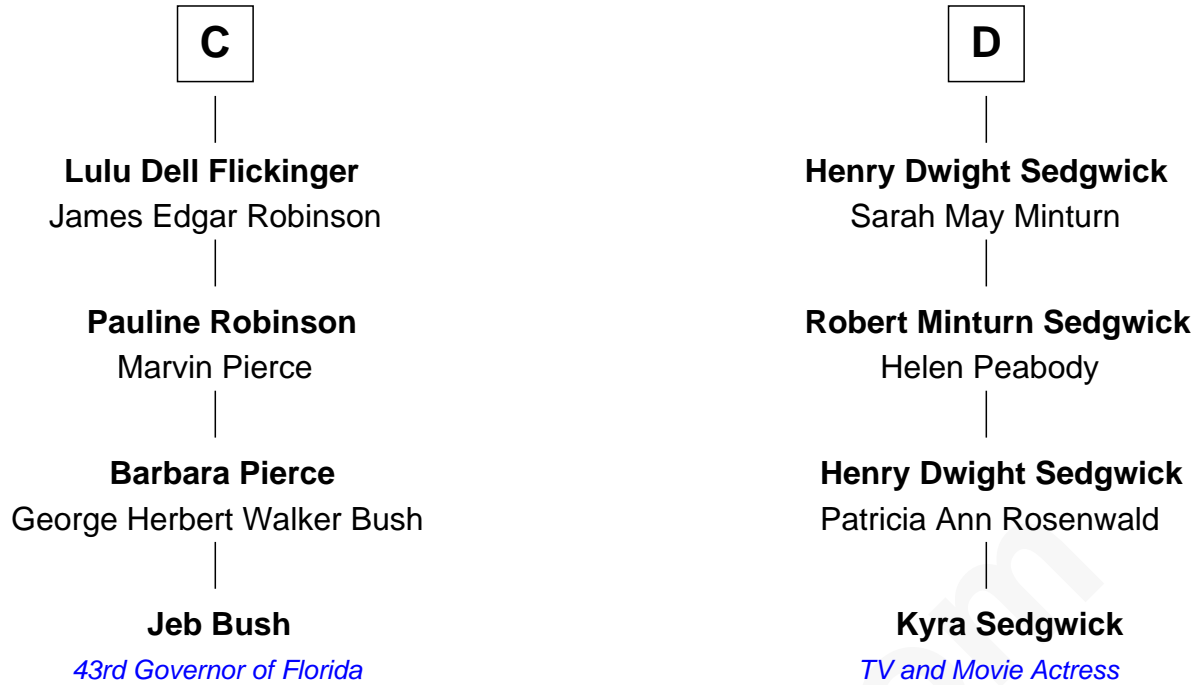 C
Lulu Dell Flickinger
James Edgar Robinson
Pauline Robinson
Marvin Pierce
Barbara Pierce
George Herbert Walker Bush
Jeb Bush
43rd Governor of Florida
D
Henry Dwight Sedgwick
Sarah May Minturn
Robert Minturn Sedgwick
Helen Peabody
Henry Dwight Sedgwick
Patricia Ann Rosenwald
Kyra Sedgwick
TV and Movie Actress